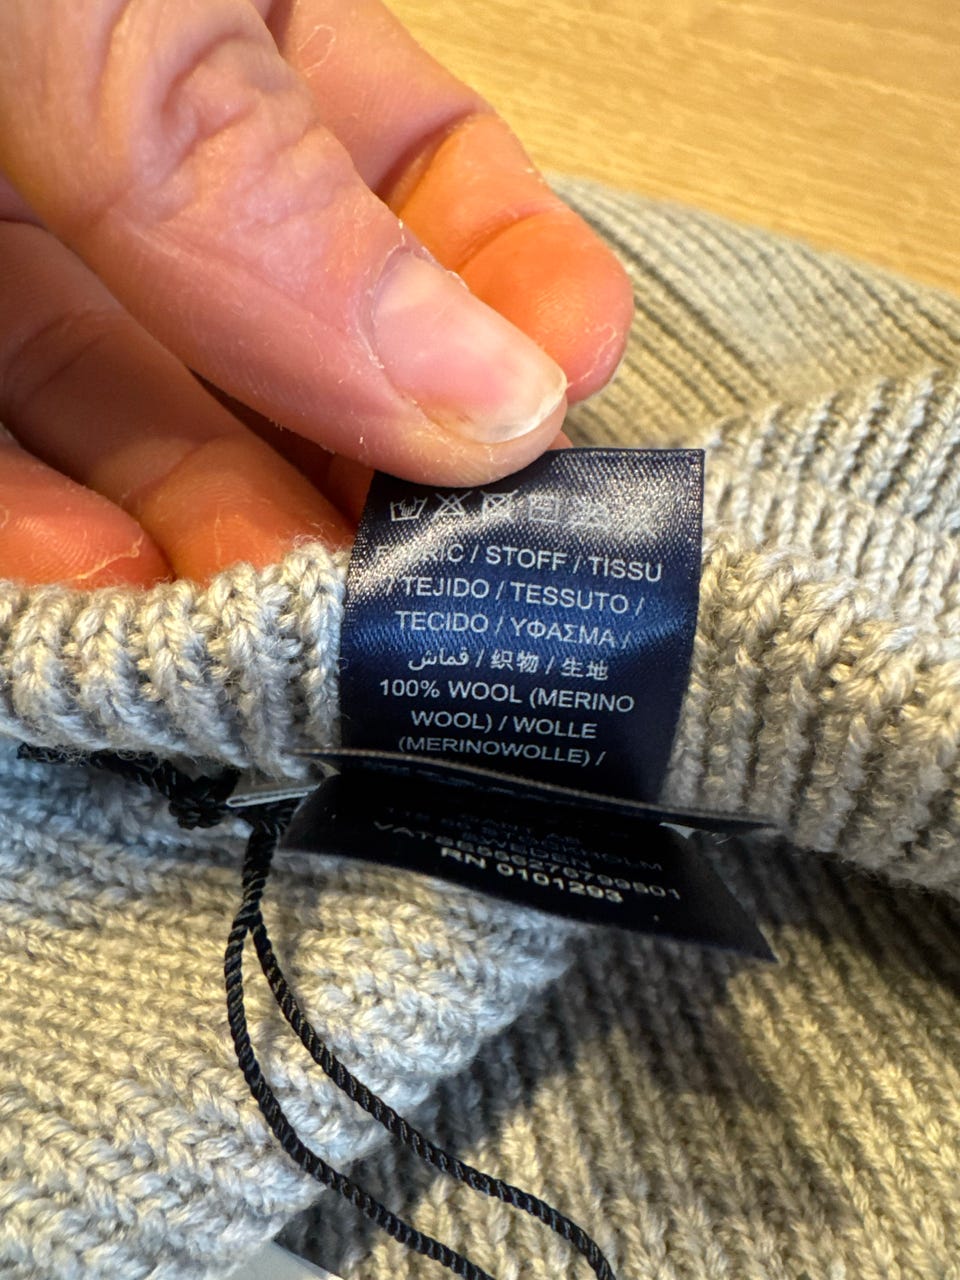 / STOFF / TISSU
/ TEJIDO / TESSUTO /
TECIDO / ΥΦΑΣΜΑ /
قماش / 织物 / 生地
100% WOOL (MERINO
WOOL) / WOLLE
(MERINOWOLLE) /
SWEDEN
RN 0101293